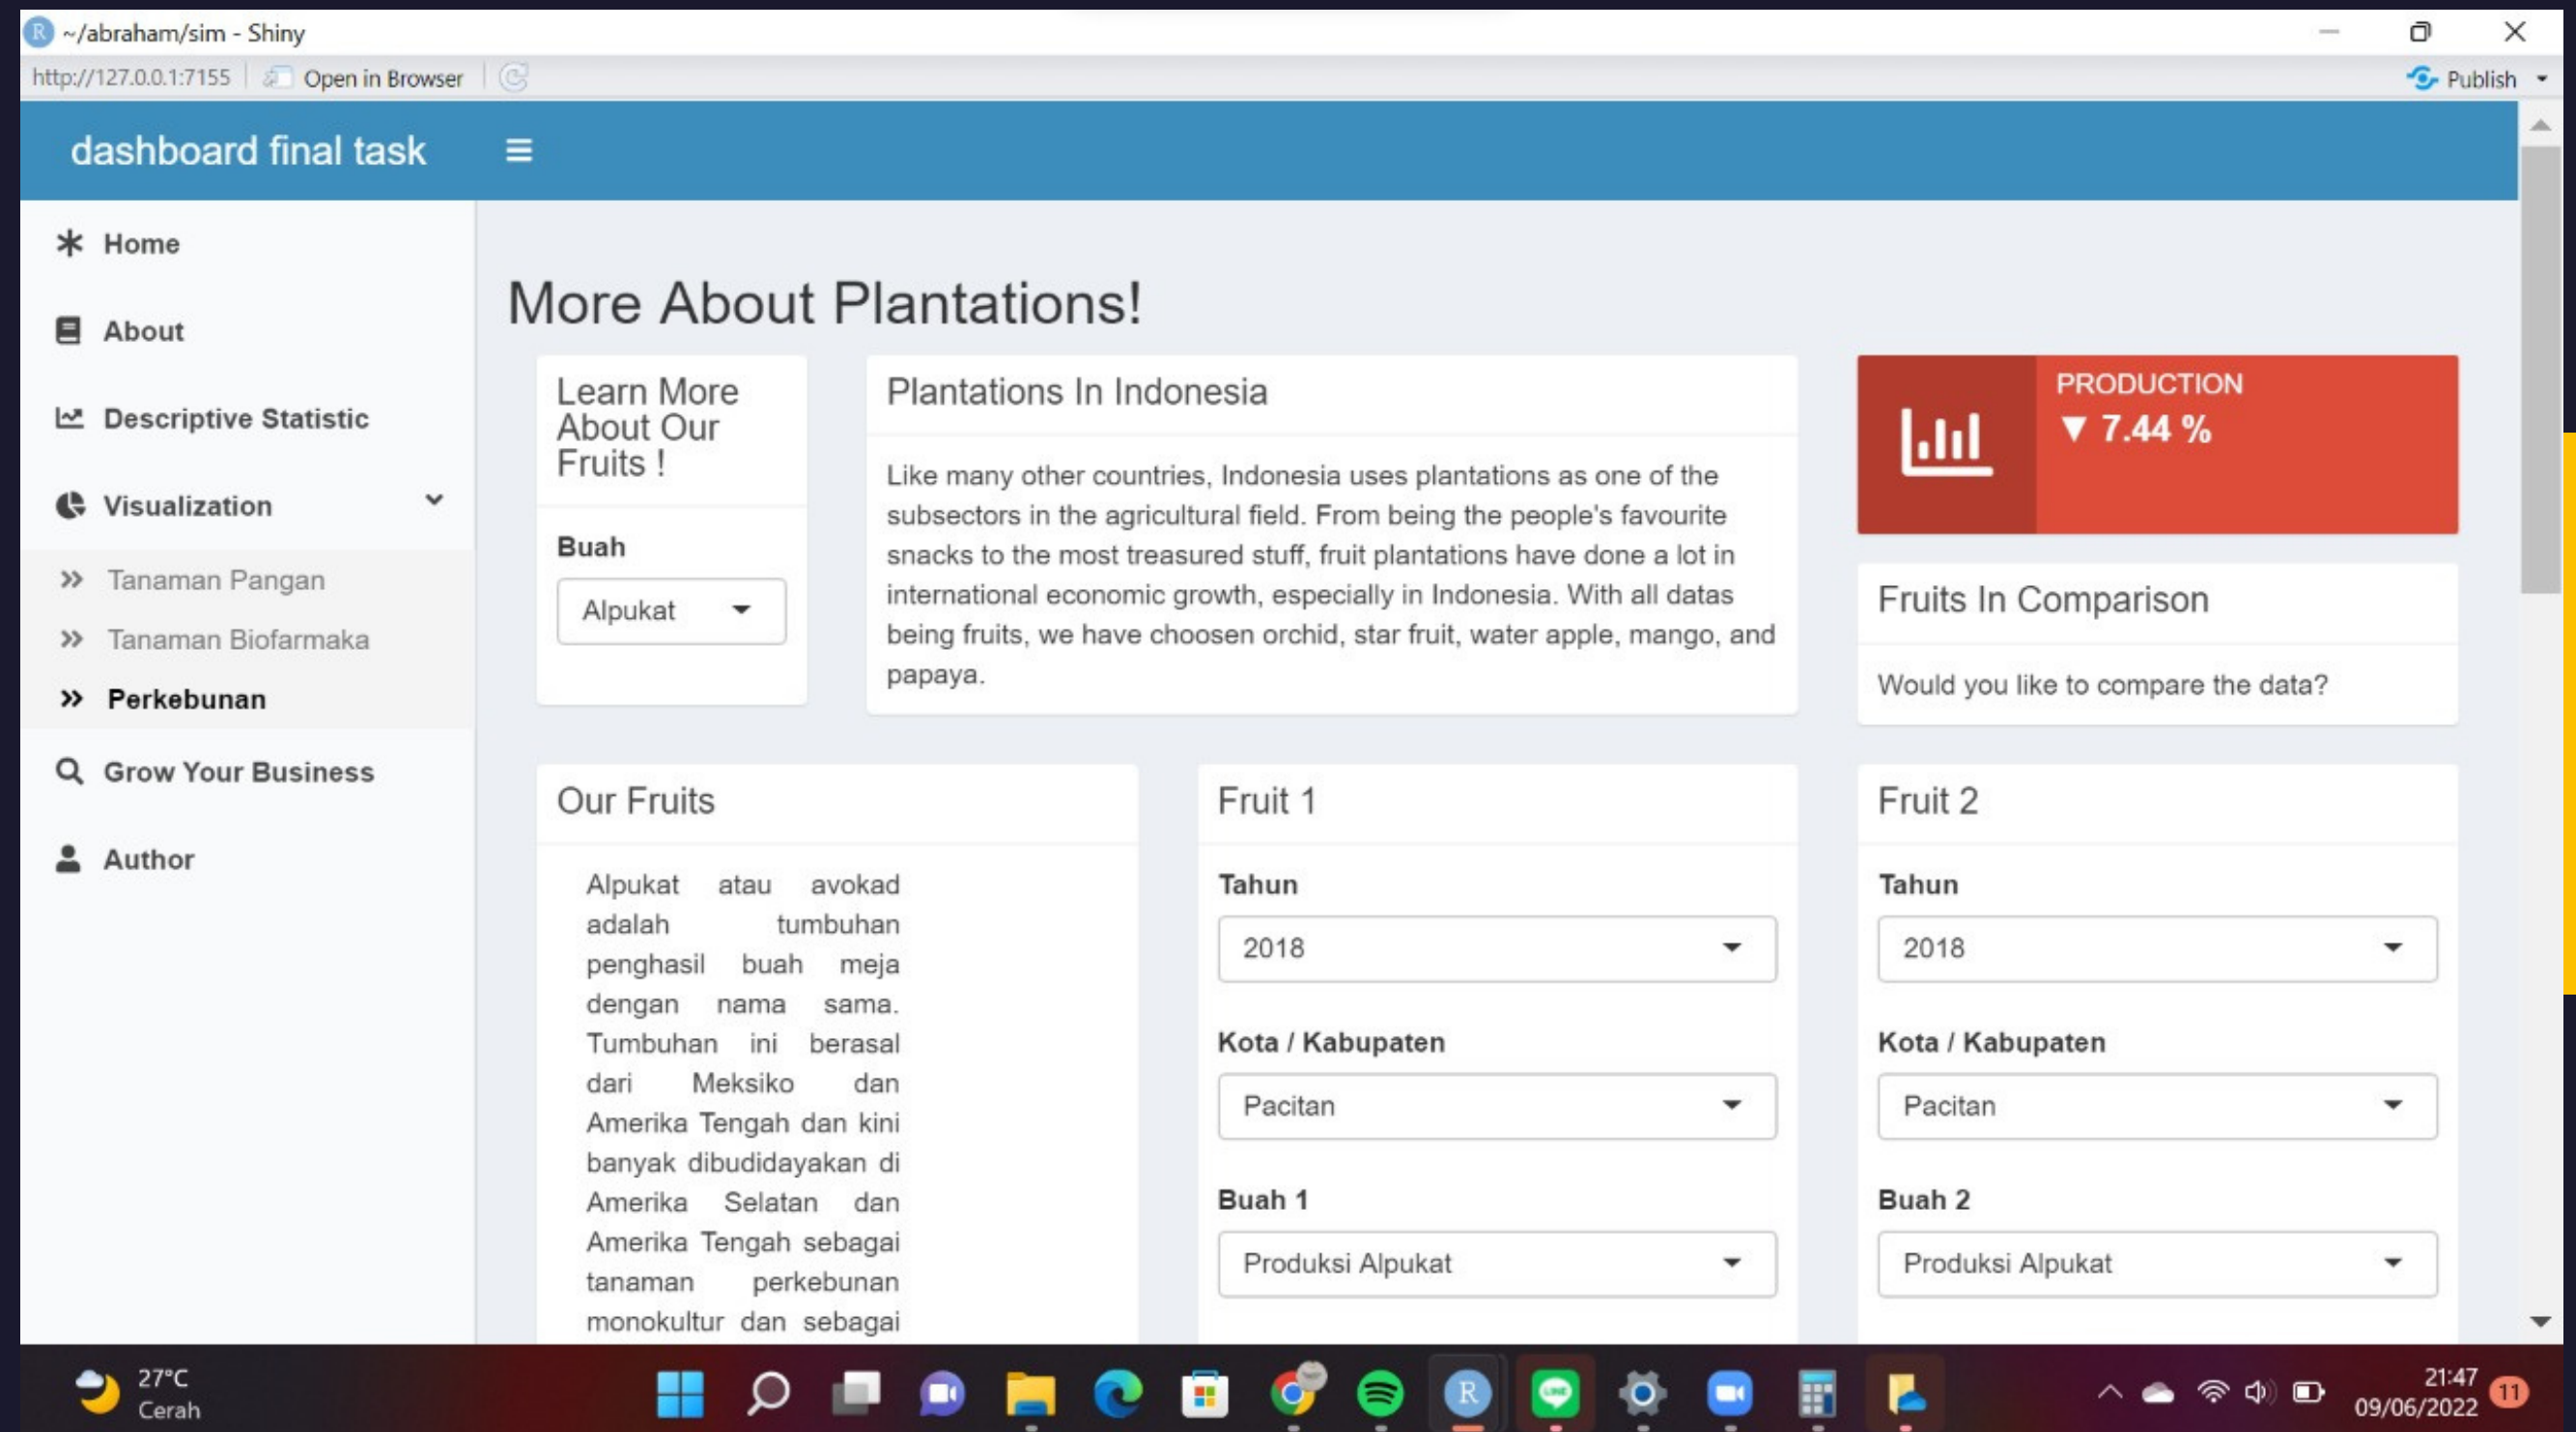 R ~/abraham/sim - Shiny
http://127.0.0.1:7155 Open in Browser Publish
dashboard final task
Home
About
Descriptive Statistic
Visualization
Tanaman Pangan
Tanaman Biofarmaka
Perkebunan
Grow Your Business
Author
More About Plantations!
Learn More
About Our
Fruits !
Buah
Alpukat
Plantations In Indonesia
Like many other countries, Indonesia uses plantations as one of the
subsectors in the agricultural field. From being the people's favourite
snacks to the most treasured stuff, fruit plantations have done a lot in
international economic growth, especially in Indonesia. With all datas
being fruits, we have choosen orchid, star fruit, water apple, mango, and
papaya.
PRODUCTION
▼ 7.44 %
Fruits In Comparison
Would you like to compare the data?
Our Fruits
Alpukat atau avokad
adalah tumbuhan
penghasil buah meja
dengan nama sama.
Tumbuhan ini berasal
dari Meksiko dan
Amerika Tengah dan kini
banyak dibudidayakan di
Amerika Selatan dan
Amerika Tengah sebagai
tanaman perkebunan
monokultur dan sebagai
Fruit 1
Tahun
2018
Kota / Kabupaten
Pacitan
Buah 1
Produksi Alpukat
Fruit 2
Tahun
2018
Kota / Kabupaten
Pacitan
Buah 2
Produksi Alpukat
27°C
Cerah
R
LINE
21:47
09/06/2022
11